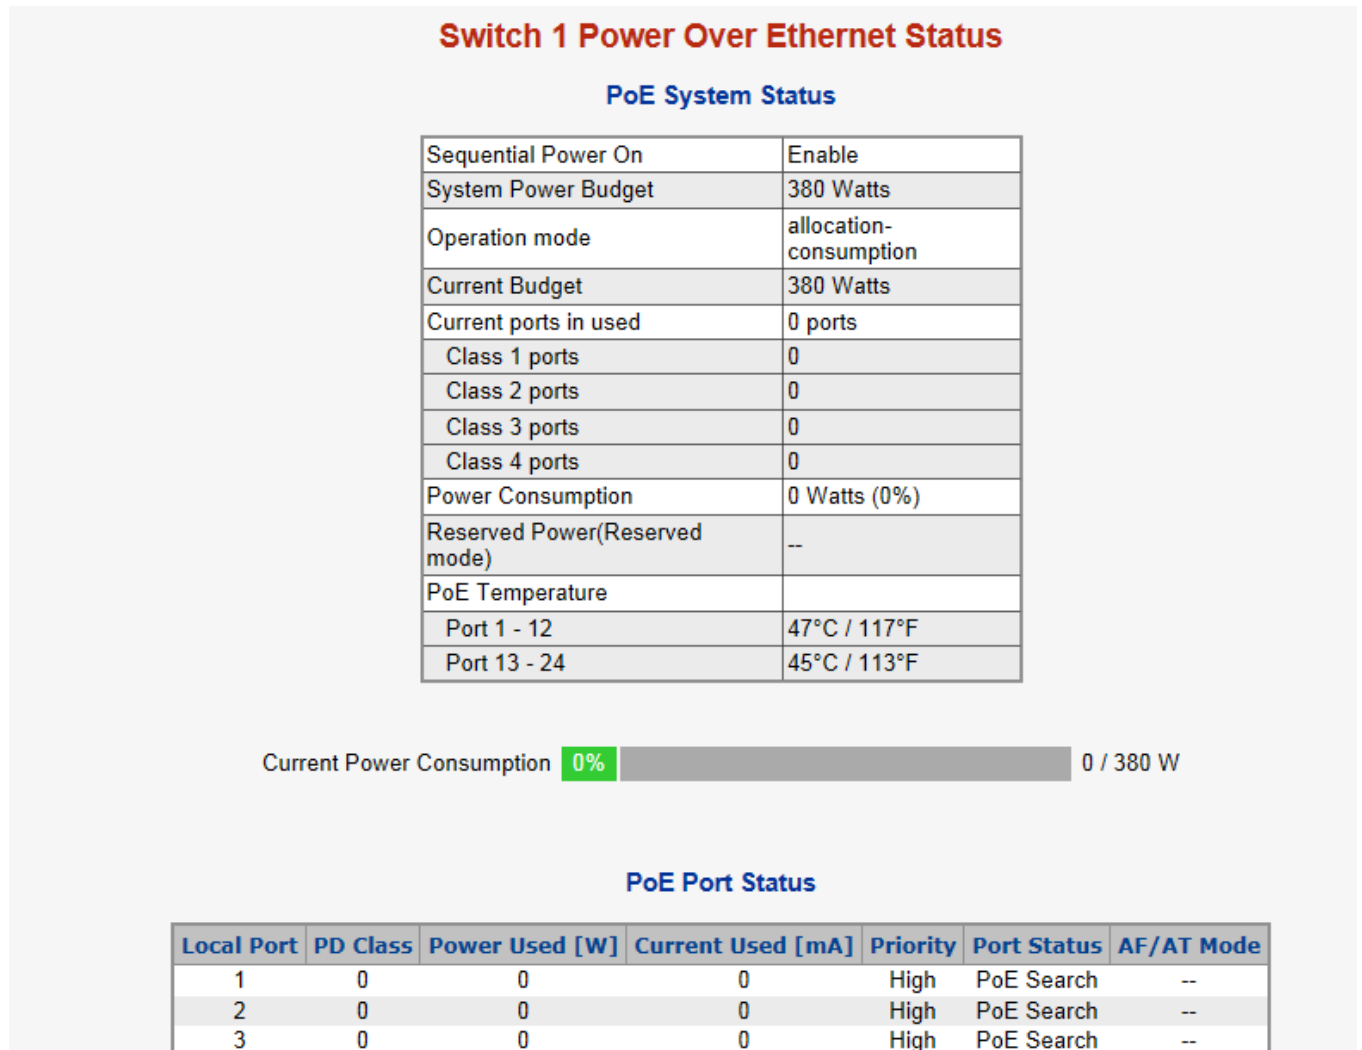 Switch 1 Power Over Ethernet Status
PoE System Status
Sequential Power On Enable
System Power Budget 380 Watts
Operation mode allocation-
consumption
Current Budget 380 Watts
Current ports in used 0 ports
Class 1 ports 0
Class 2 ports 0
Class 3 ports 0
Class 4 ports 0
Power Consumption 0 Watts (0%)
Reserved Power(Reserved
mode) --
PoE Temperature
Port 1 - 12 47°C / 117°F
Port 13 - 24 45°C / 113°F
Current Power Consumption 0% 0 / 380 W
PoE Port Status
Local Port PD Class Power Used [W] Current Used [mA] Priority Port Status AF/AT Mode
1 0 0 0 High PoE Search --
2 0 0 0 High PoE Search --
3 0 0 0 High PoE Search --